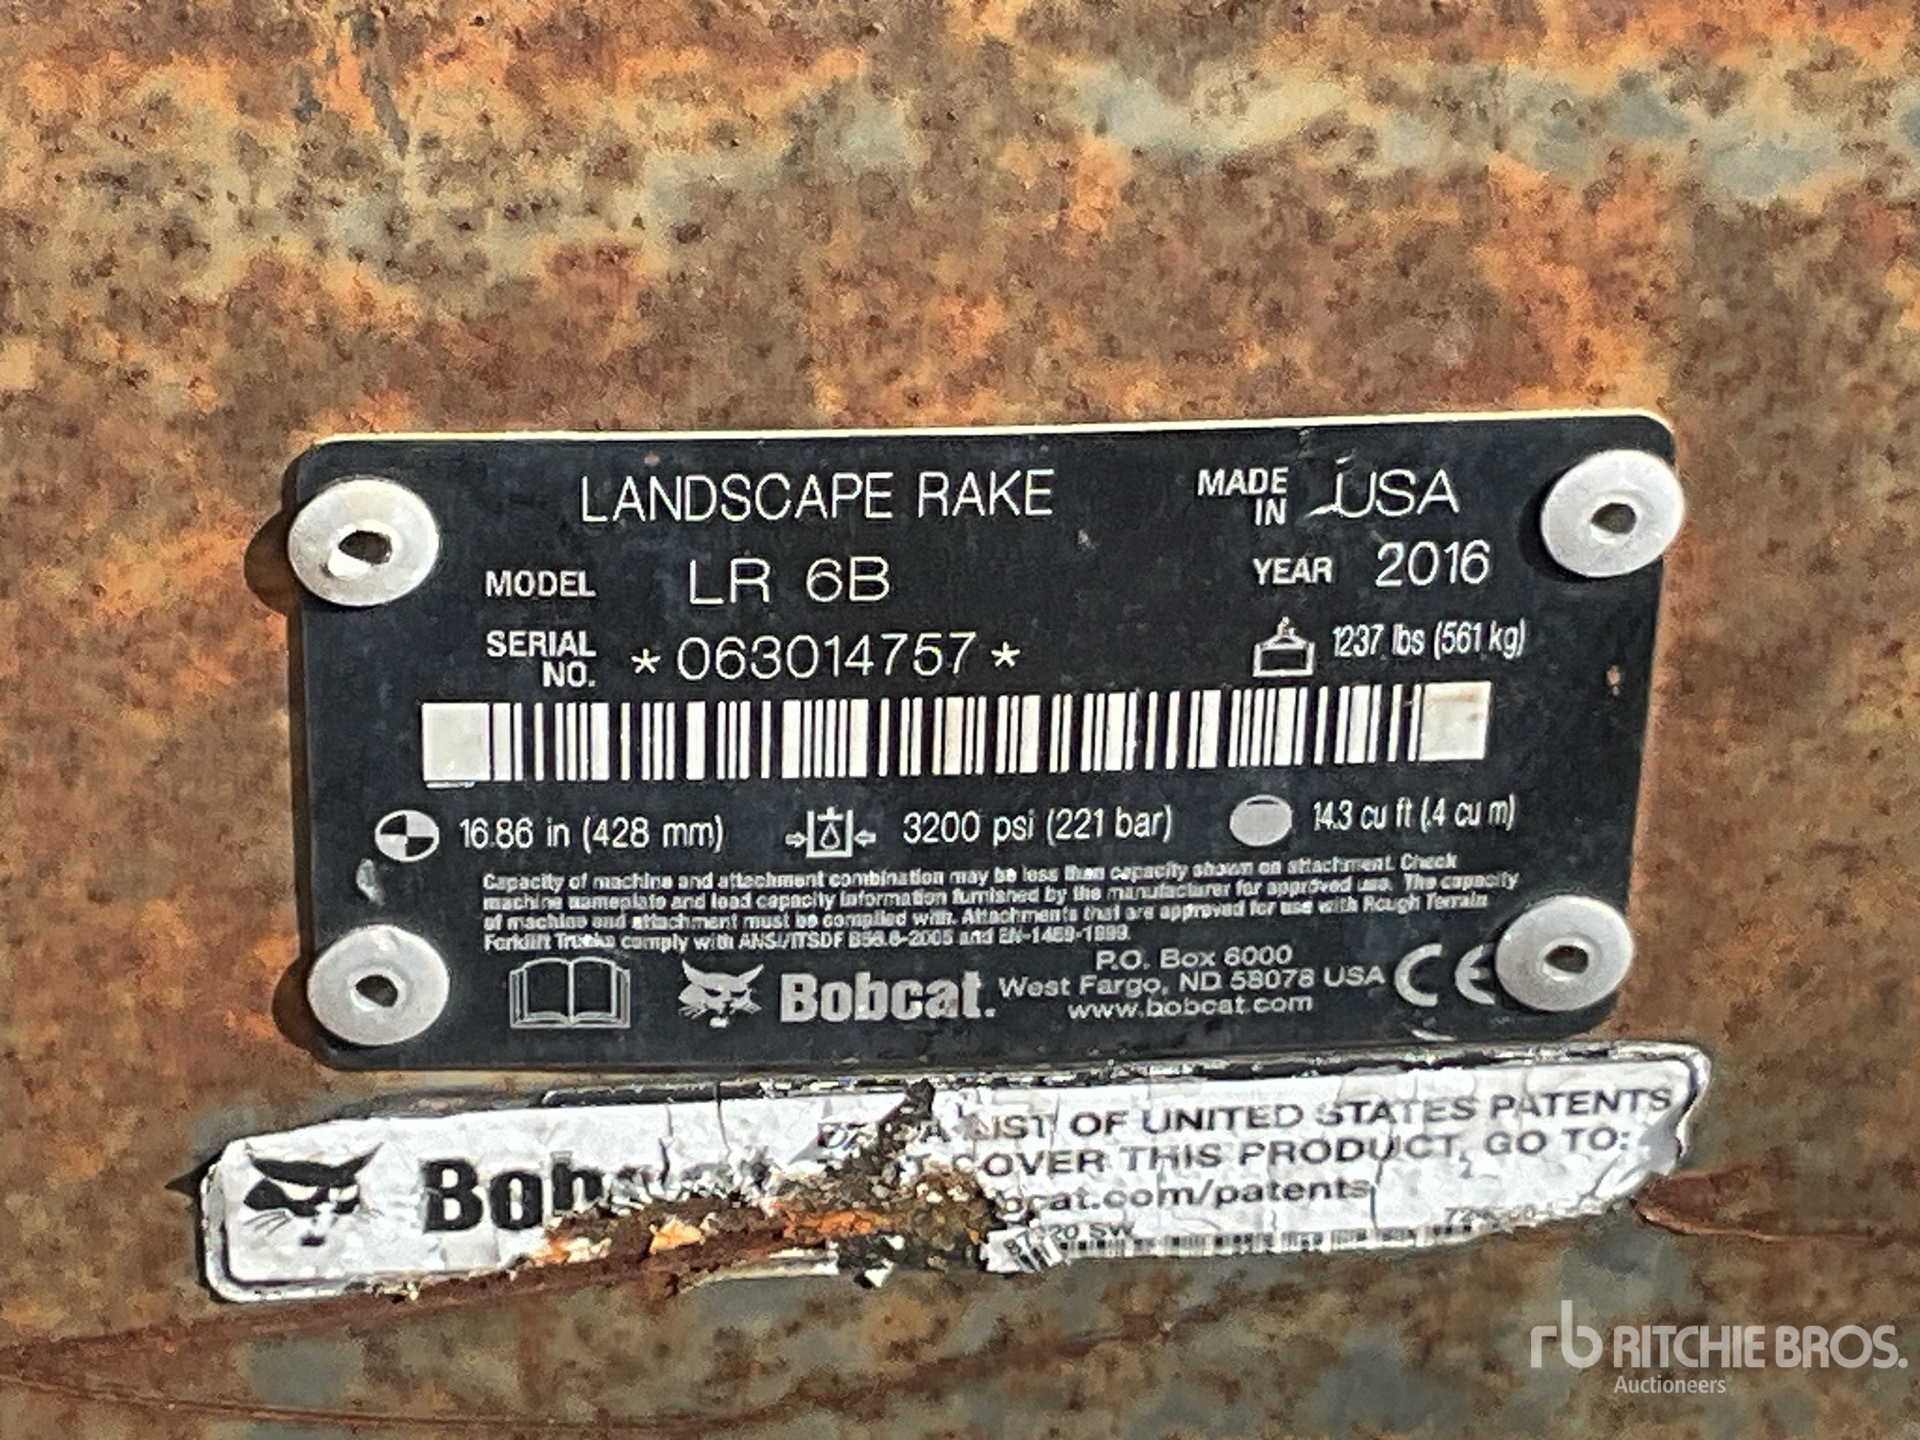 LANDSCAPE RAKE
MADE IN USA
MODEL LR 6B
YEAR 2016
SERIAL NO. *063014757*
1237 lbs (561 kg)
16.86 in (428 mm)
3200 psi (221 bar)
14.3 cu ft (.4 cu m)
Capacity of machine and attachment combination may be less than capacity shown on attachment. Check
machine nameplate and load capacity information furnished by the manufacturer for approved use. The capacity
of machine and attachment must be complied with. Attachments that are approved for use with Rough Terrain
Forklift Trucks comply with ANSI/ITSDF B56.6-2005 and EN-1459-1999.
Bobcat.
P.O. Box 6000
West Fargo, ND 58078 USA
www.bobcat.com
CE
A LIST OF UNITED STATES PATENTS
COVER THIS PRODUCT, GO TO:
bcat.com/patents
SW
rb RITCHIE BROS.
Auctioneers